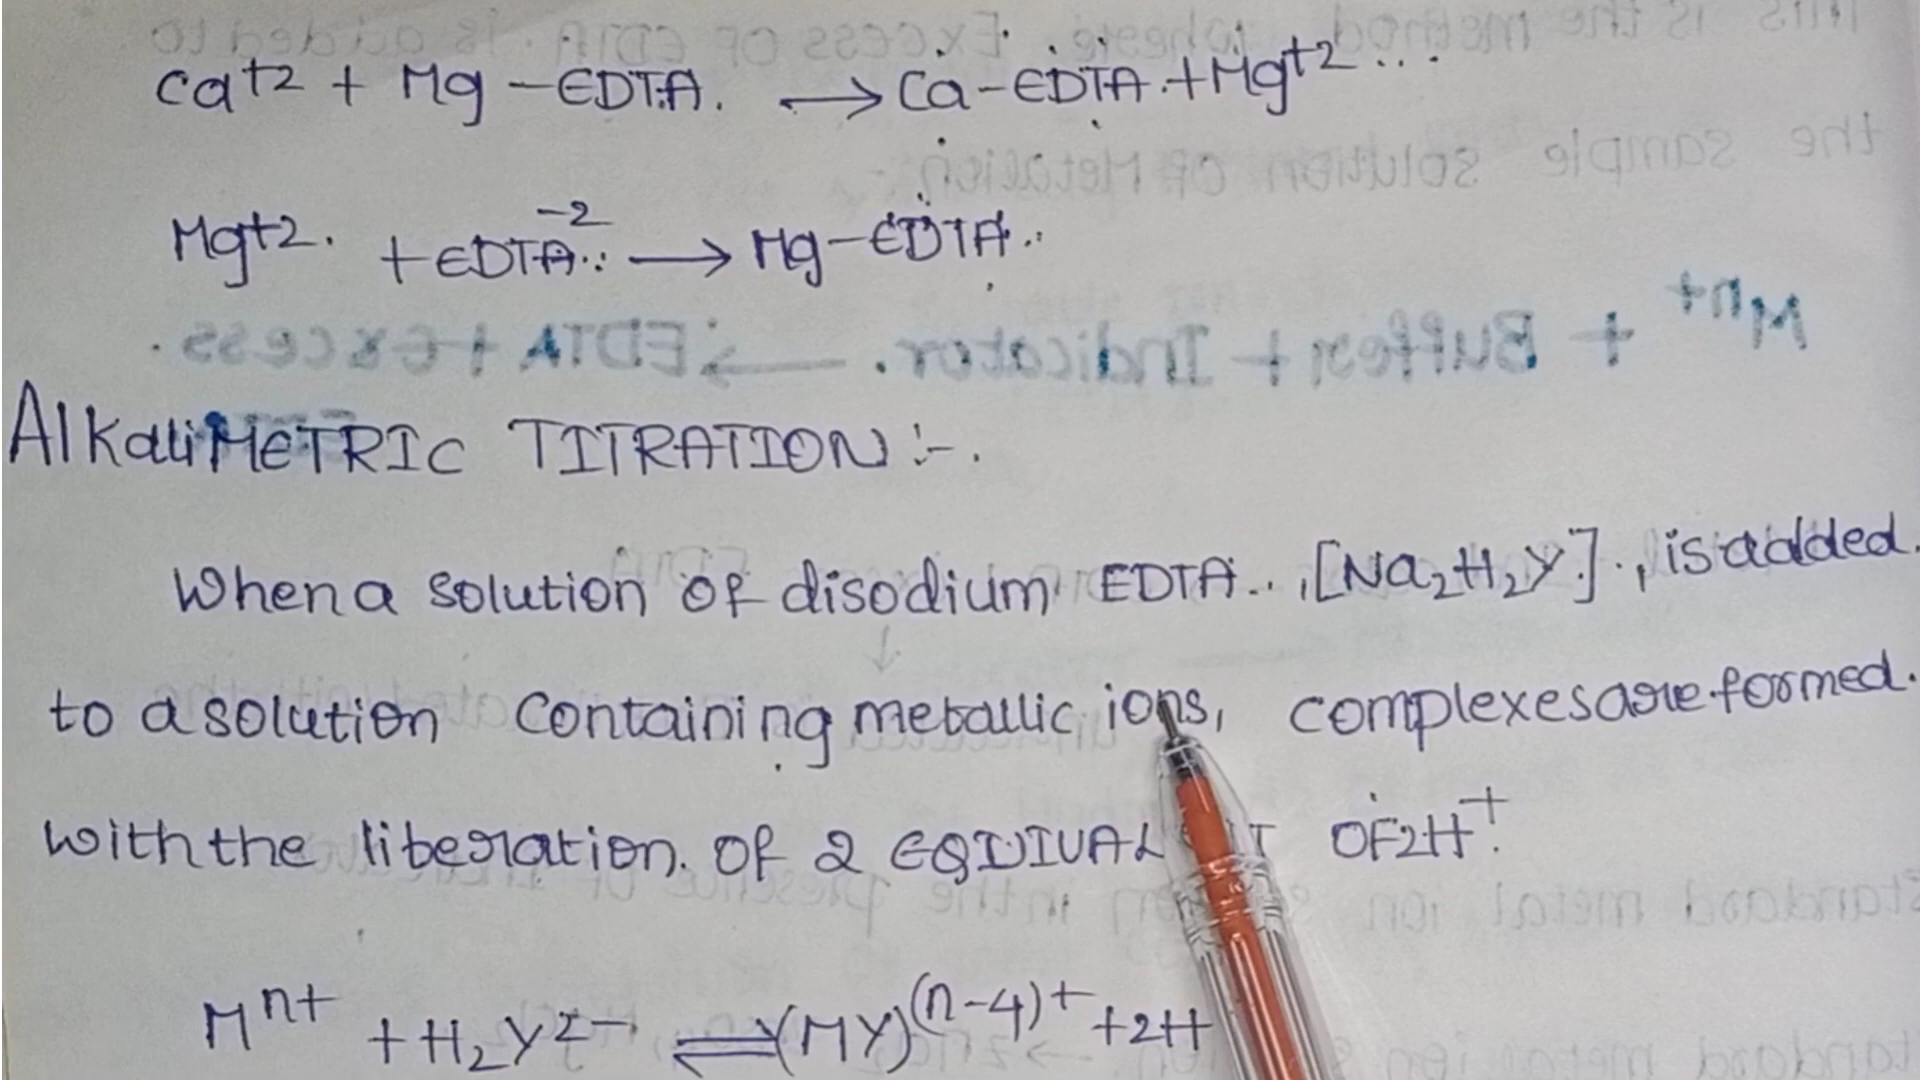 Ca+2 + Mg-EDTA. → Ca-EDTA + Mg+2...
Mg+2. + EDTA-2.. → Mg-EDTA..
AlkaliMETRIC TITRATION :-.
When a solution of disodium EDTA.., [Na2H2Y]., is added.
to a solution containing metallic ions, complexes are formed.
with the liberation. of 2 EQUIVAL OF 2H+.
Mn+ + H2Y2- ⇌ (MY)(n-4)+ + 2H